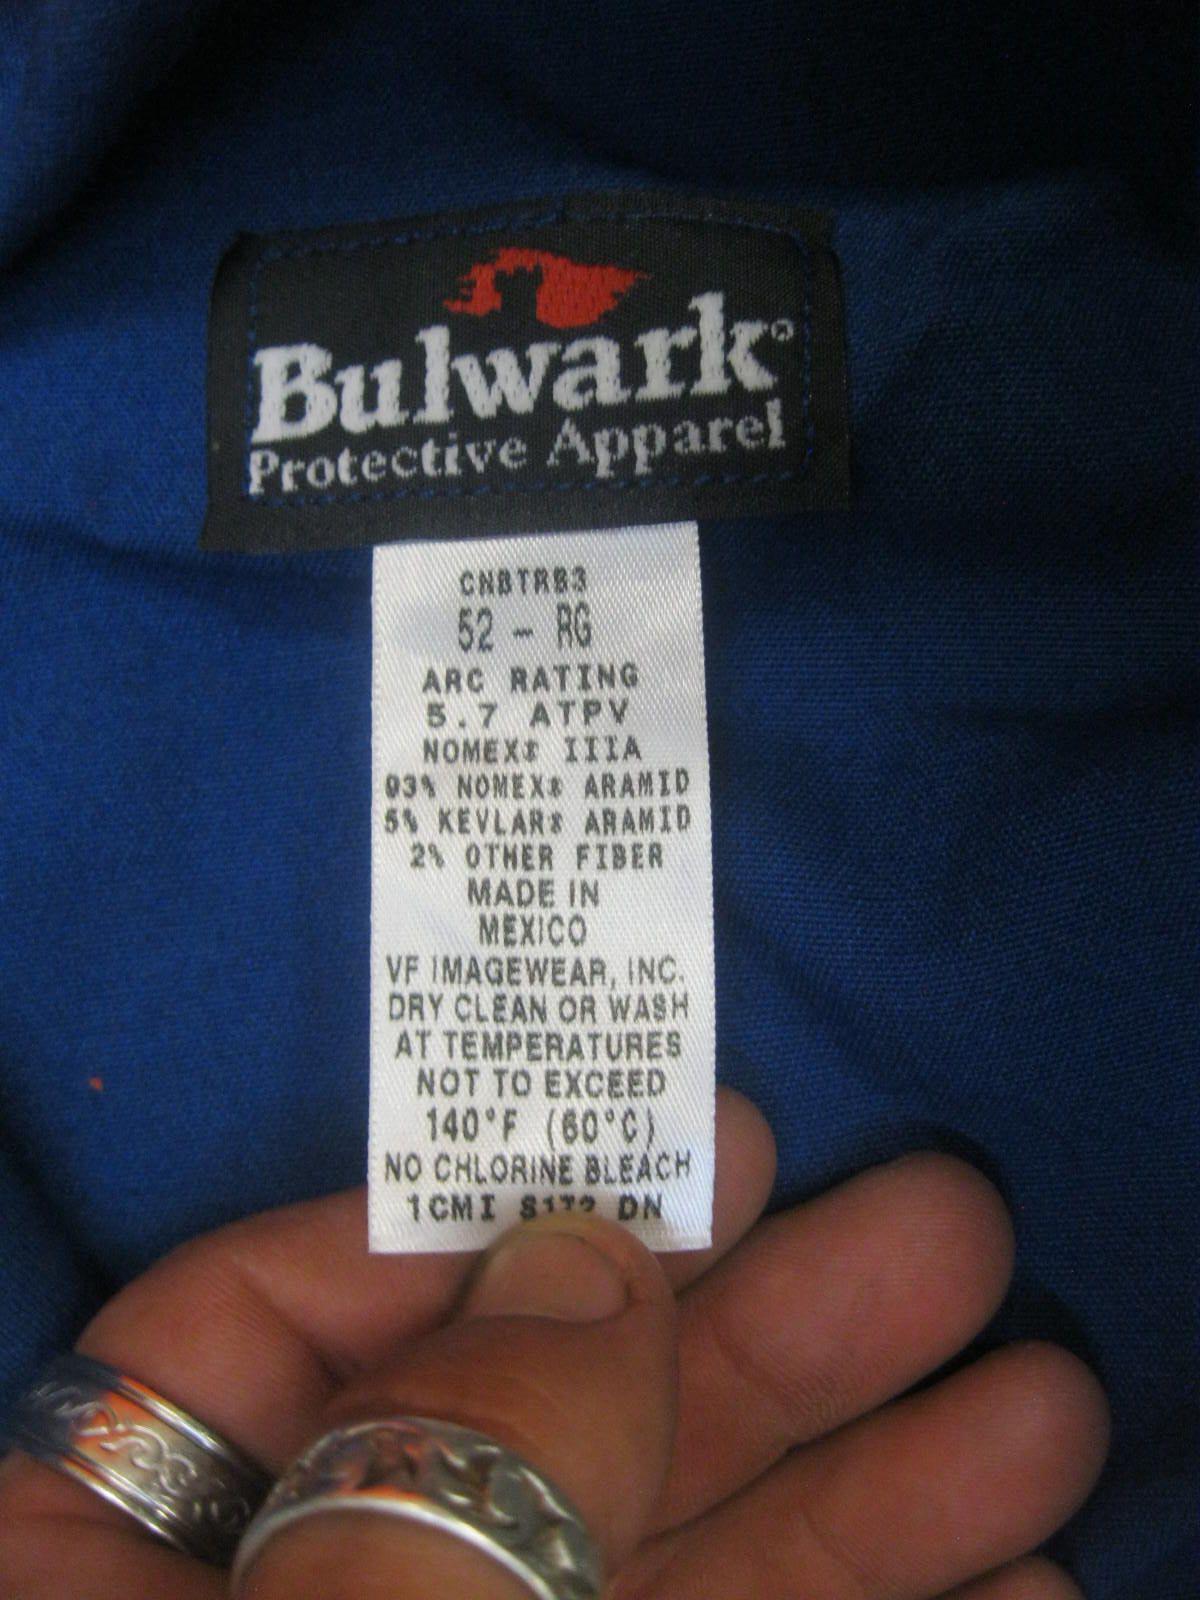 Bulwark®
Protective Apparel
CNBTRB3
52 - RG
ARC RATING
5.7 ATPV
NOMEX® IIIA
93% NOMEX® ARAMID
5% KEVLAR® ARAMID
2% OTHER FIBER
MADE IN
MEXICO
VF IMAGEWEAR, INC.
DRY CLEAN OR WASH
AT TEMPERATURES
NOT TO EXCEED
140°F (60°C)
NO CHLORINE BLEACH
1CMI DN